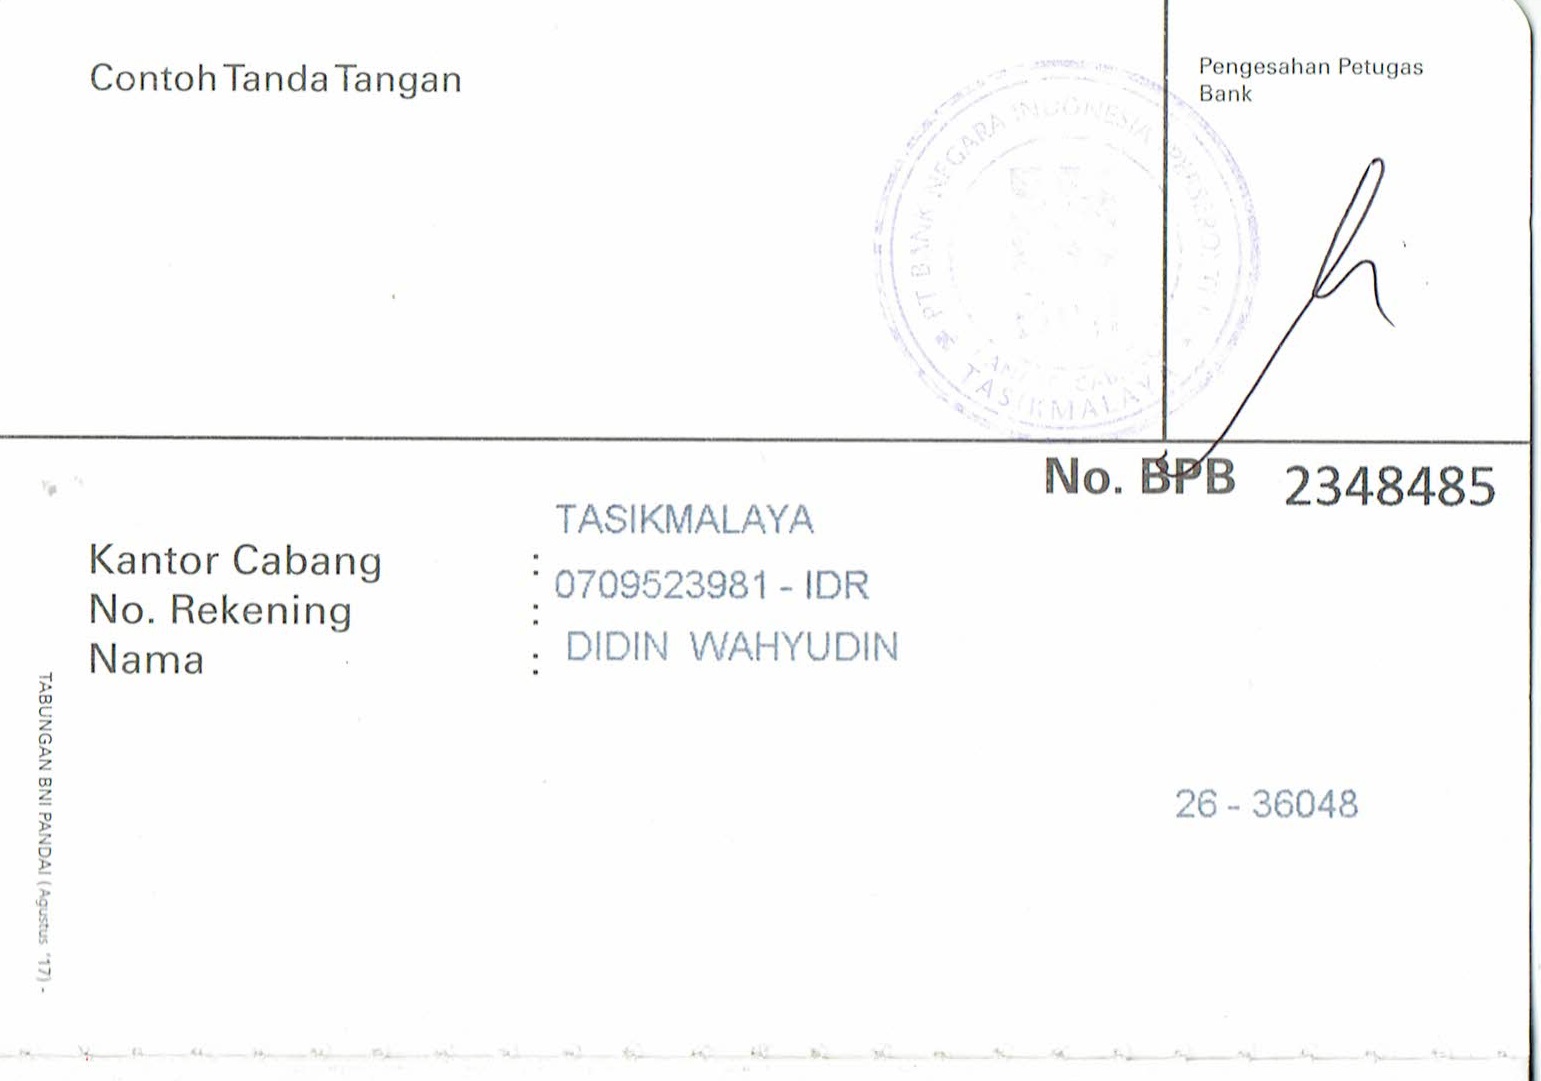 Contoh Tanda Tangan
Pengesahan Petugas
Bank
PT BANK NEGARA INDONESIA (PERSERO) Tbk
KANTOR CABANG
TASIKMALAYA
No. BPB 2348485
TASIKMALAYA
Kantor Cabang :
0709523981 - IDR
No. Rekening :
DIDIN WAHYUDIN
Nama :
26 - 36048
TABUNGAN BNI PANDAI (Agustus '17) -